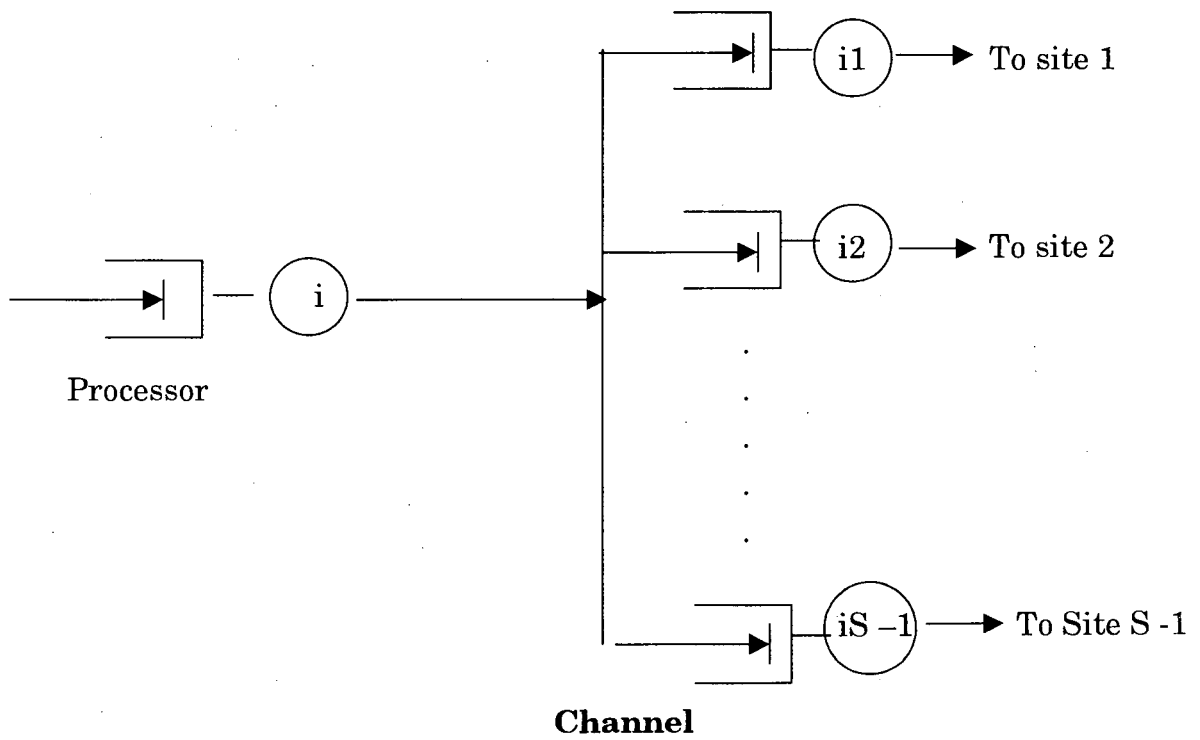 i1 To site 1
i2 To site 2
i
Processor
iS –1 To Site S -1
Channel